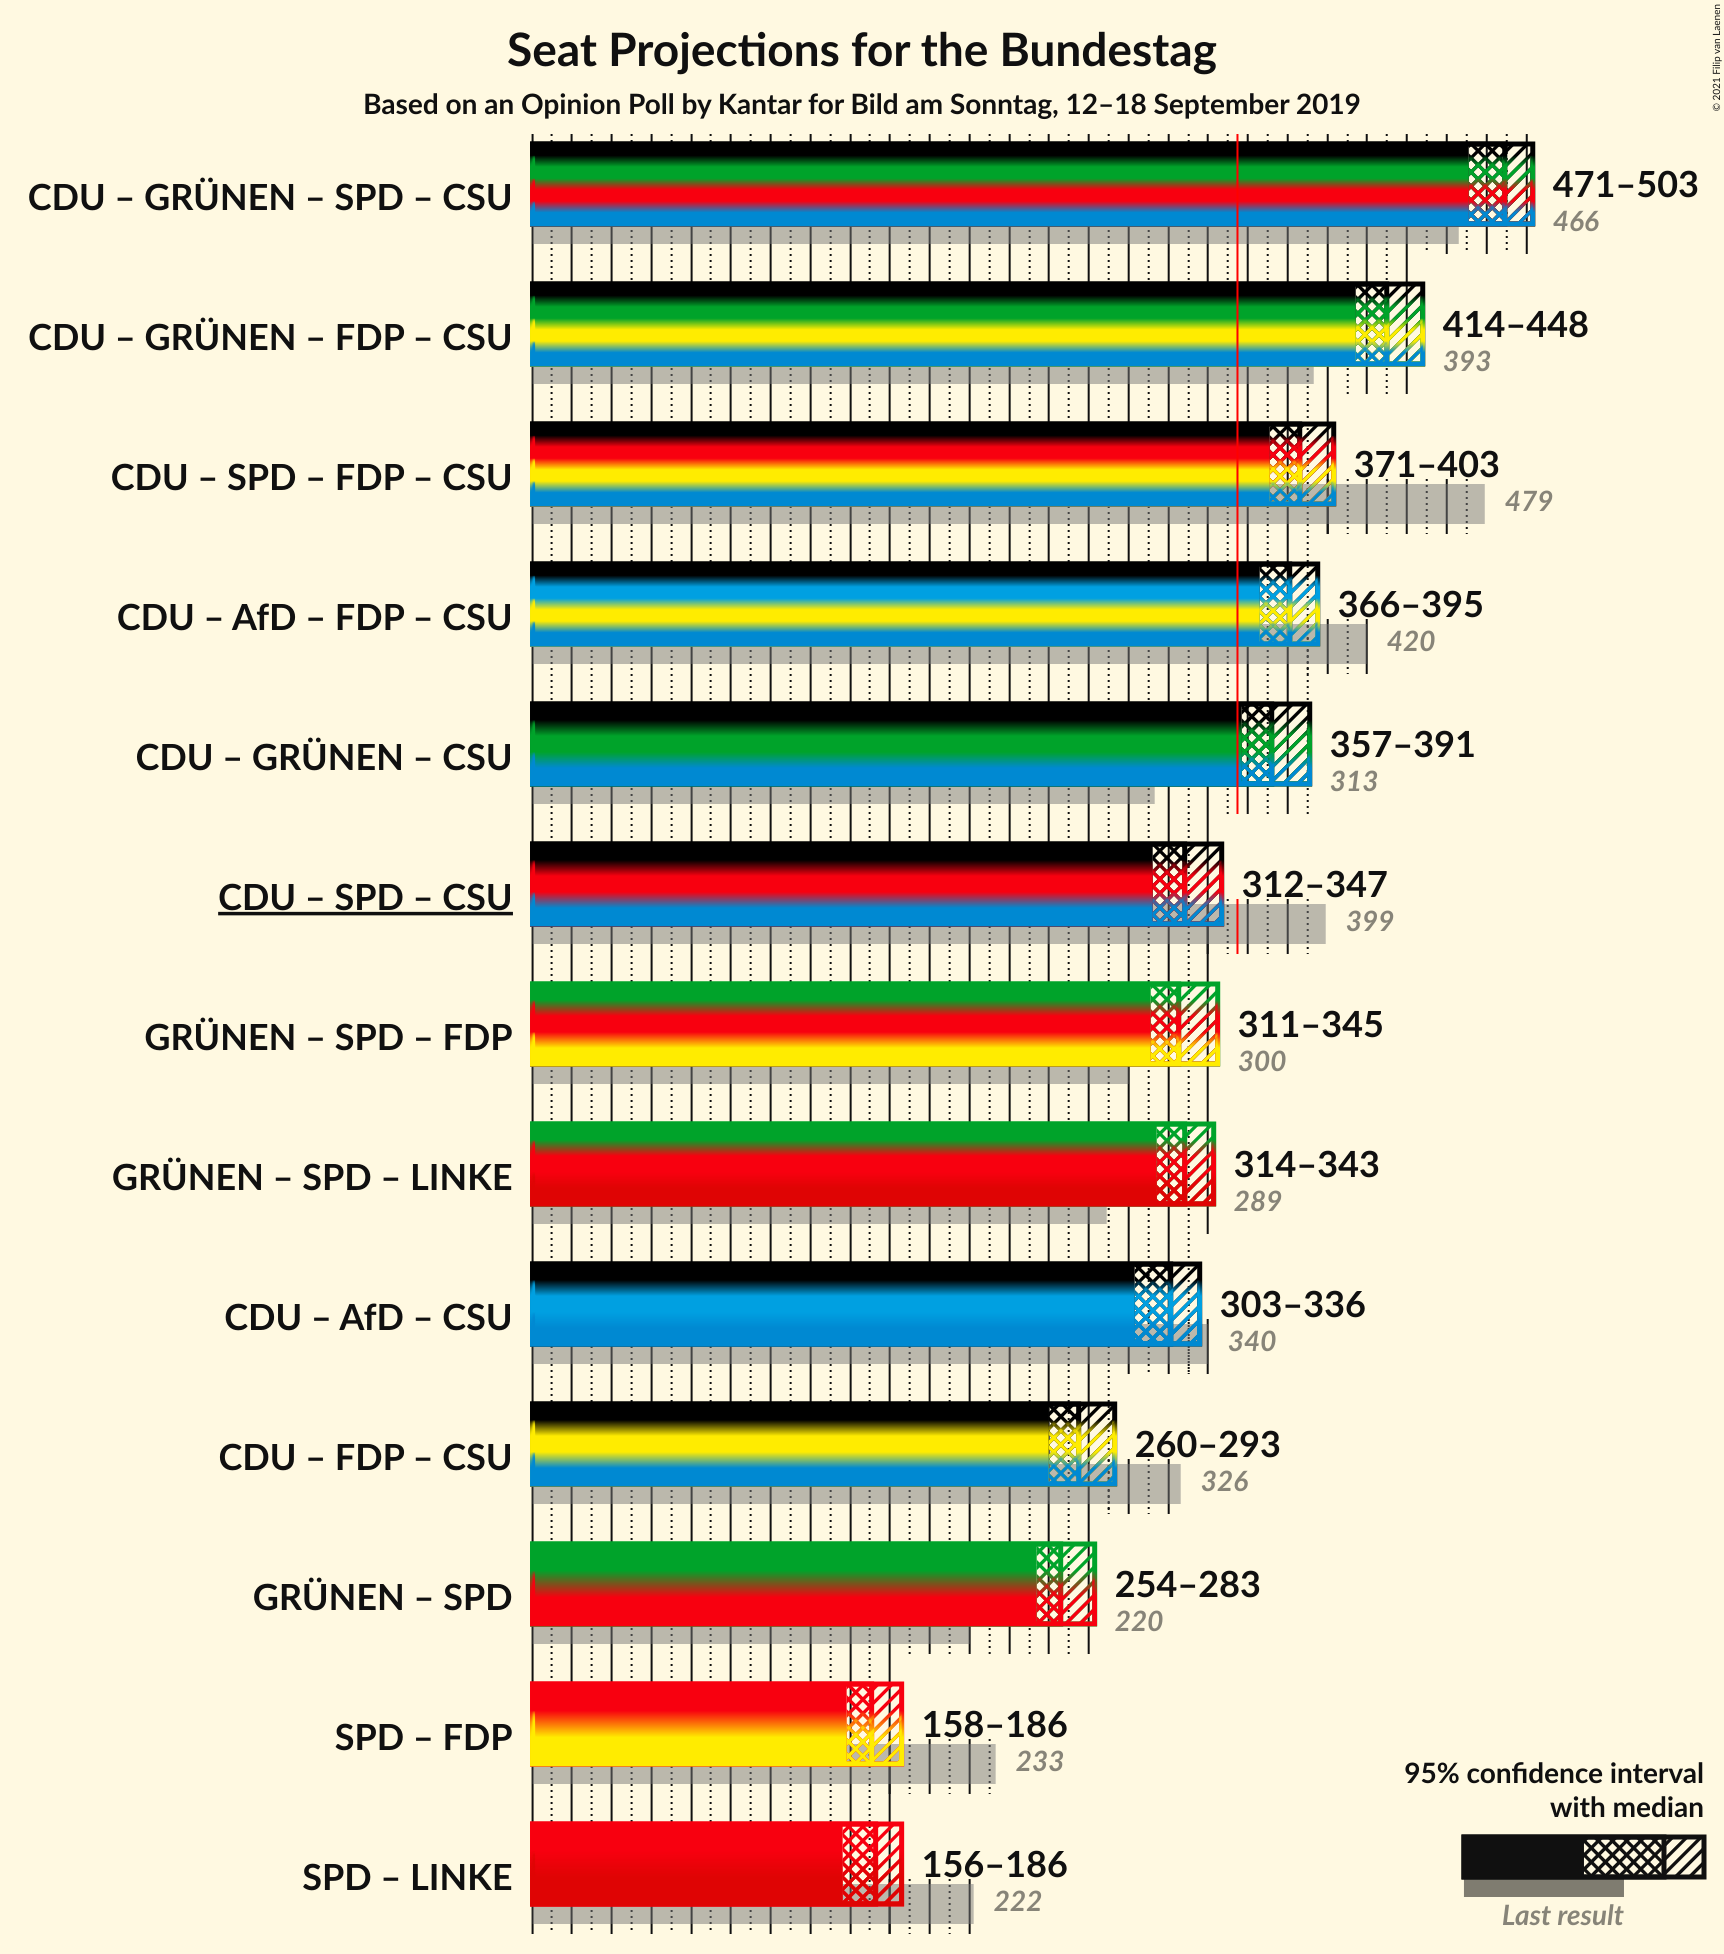 Seat Projections for the Bundestag
Based on an Opinion Poll by Kantar for Bild am Sonntag, 12–18 September 2019
© 2021 Filip van Laenen
CDU – GRÜNEN – SPD – CSU
471–503
466
CDU – GRÜNEN – FDP – CSU
414–448
393
CDU – SPD – FDP – CSU
371–403
479
CDU – AfD – FDP – CSU
366–395
420
CDU – GRÜNEN – CSU
357–391
313
CDU – SPD – CSU
312–347
399
GRÜNEN – SPD – FDP
311–345
300
GRÜNEN – SPD – LINKE
314–343
289
CDU – AfD – CSU
303–336
340
CDU – FDP – CSU
260–293
326
GRÜNEN – SPD
254–283
220
SPD – FDP
158–186
233
SPD – LINKE
156–186
222
95% confidence interval
with median
Last result